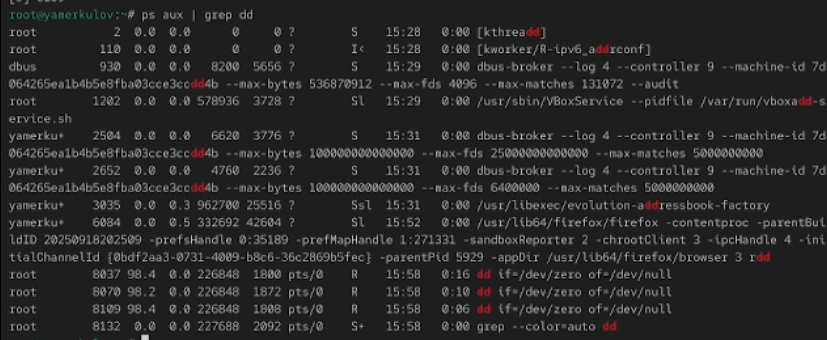 root@yamerkulov:~# ps aux | grep dd
root           2  0.0  0.0      0     0 ?        S    15:28   0:00 [kthreadd]
root         110  0.0  0.0      0     0 ?        I<   15:28   0:00 [kworker/R-ipv6_addrconf]
dbus         930  0.0  0.0   8200  5656 ?        S    15:29   0:00 dbus-broker --log 4 --controller 9 --machine-id 7d
064265ea1b4b5e8fba03cce3ccdd4b --max-bytes 536870912 --max-fds 4096 --max-matches 131072 --audit
root        1202  0.0  0.0 578936  3728 ?        Sl   15:29   0:00 /usr/sbin/VBoxService --pidfile /var/run/vboxadd-s
ervice.sh
yamerku+    2504  0.0  0.0   6620  3776 ?        S    15:31   0:00 dbus-broker --log 4 --controller 9 --machine-id 7d
064265ea1b4b5e8fba03cce3ccdd4b --max-bytes 100000000000000 --max-fds 25000000000000 --max-matches 5000000000
yamerku+    2652  0.0  0.0   4760  2236 ?        S    15:31   0:00 dbus-broker --log 4 --controller 9 --machine-id 7d
064265ea1b4b5e8fba03cce3ccdd4b --max-bytes 100000000000000 --max-fds 6400000 --max-matches 5000000000
yamerku+    3035  0.0  0.3 962700 25516 ?        Ssl  15:31   0:00 /usr/libexec/evolution-addressbook-factory
yamerku+    6084  0.0  0.5 332692 42604 ?        Sl   15:52   0:00 /usr/lib64/firefox/firefox -contentproc -parentBui
ldID 20250918202509 -prefsHandle 0:35189 -prefMapHandle 1:271331 -sandboxReporter 2 -chrootClient 3 -ipcHandle 4 -ini
tialChannelId {0bdf2aa3-0731-4009-b8c6-36c2869b5fec} -parentPid 5929 -appDir /usr/lib64/firefox/browser 3 rdd
root        8037 98.4  0.0 226848  1800 pts/0    R    15:58   0:16 dd if=/dev/zero of=/dev/null
root        8070 98.2  0.0 226848  1872 pts/0    R    15:58   0:10 dd if=/dev/zero of=/dev/null
root        8109 98.4  0.0 226848  1808 pts/0    R    15:58   0:06 dd if=/dev/zero of=/dev/null
root        8132  0.0  0.0 227688  2092 pts/0    S+   15:58   0:00 grep --color=auto dd